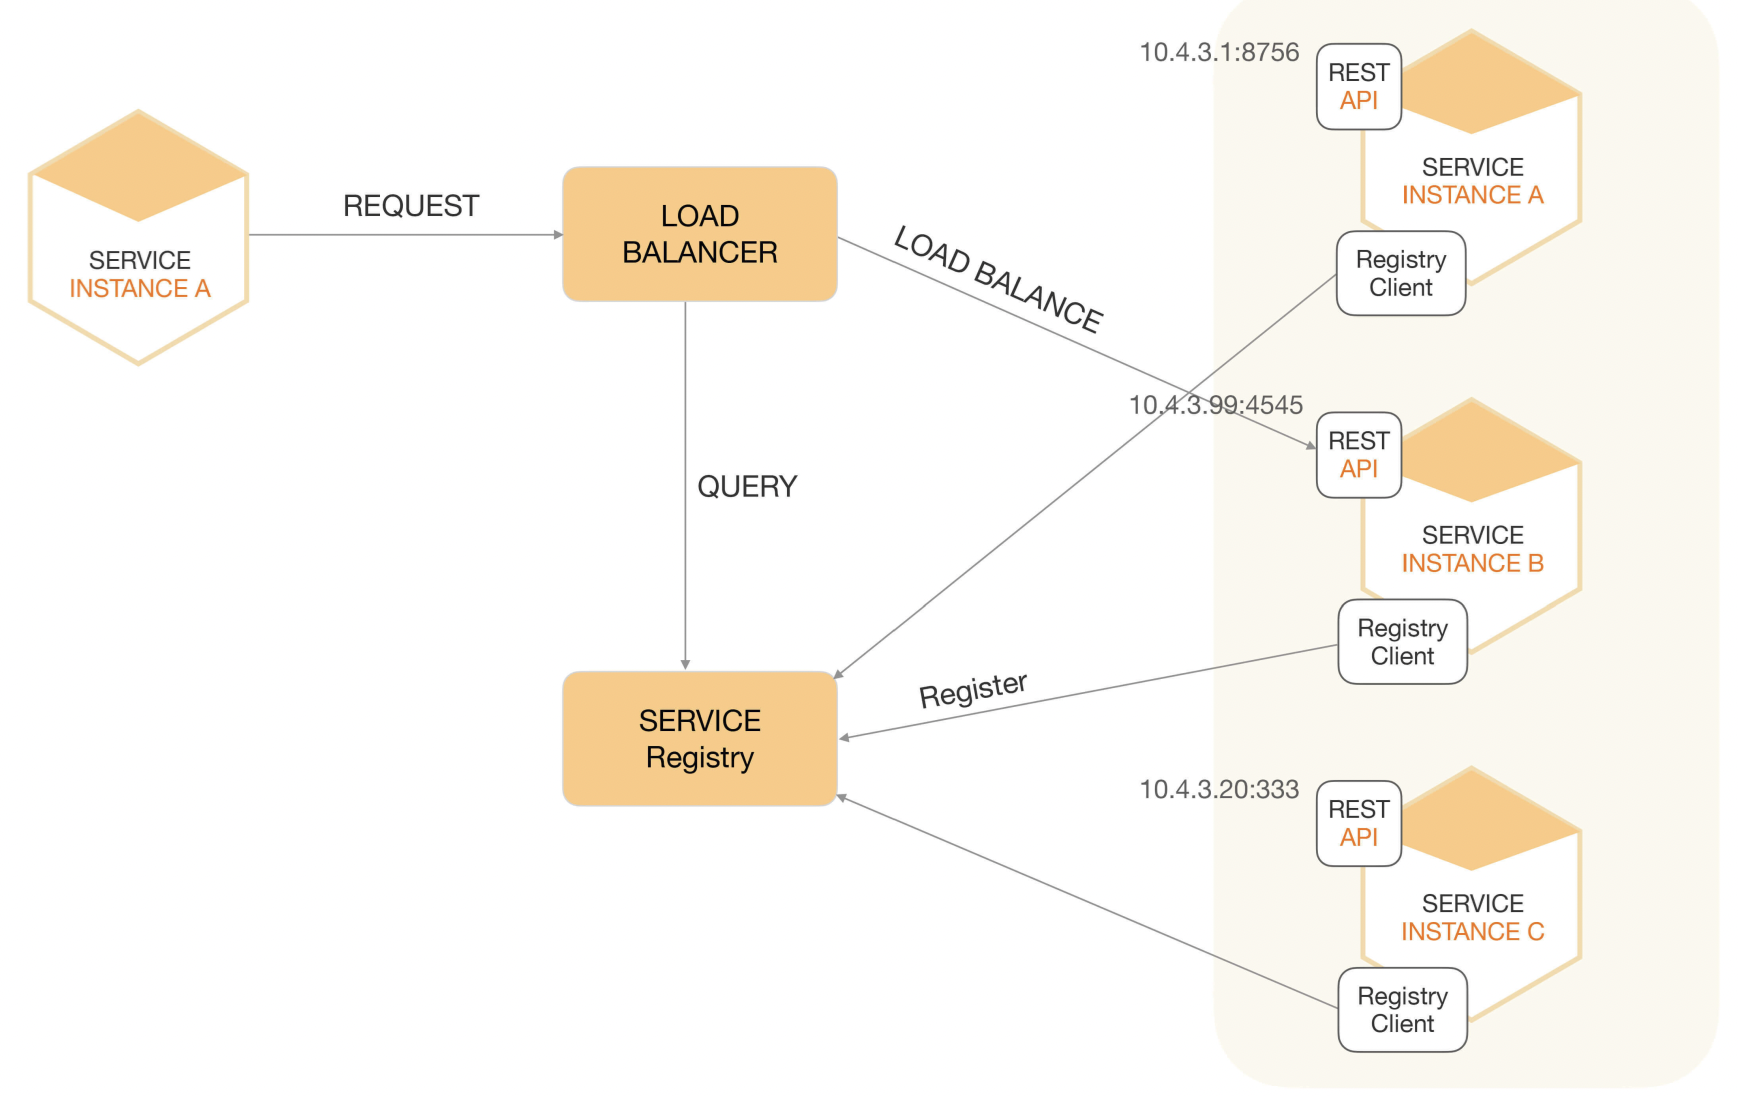 10.4.3.1:8756
REST
API
SERVICE
INSTANCE A
Registry
Client
SERVICE
INSTANCE A
REQUEST
LOAD
BALANCER
LOAD BALANCE
10.4.3.99:4545
REST
API
SERVICE
INSTANCE B
Registry
Client
QUERY
Register
SERVICE
Registry
10.4.3.20:333
REST
API
SERVICE
INSTANCE C
Registry
Client